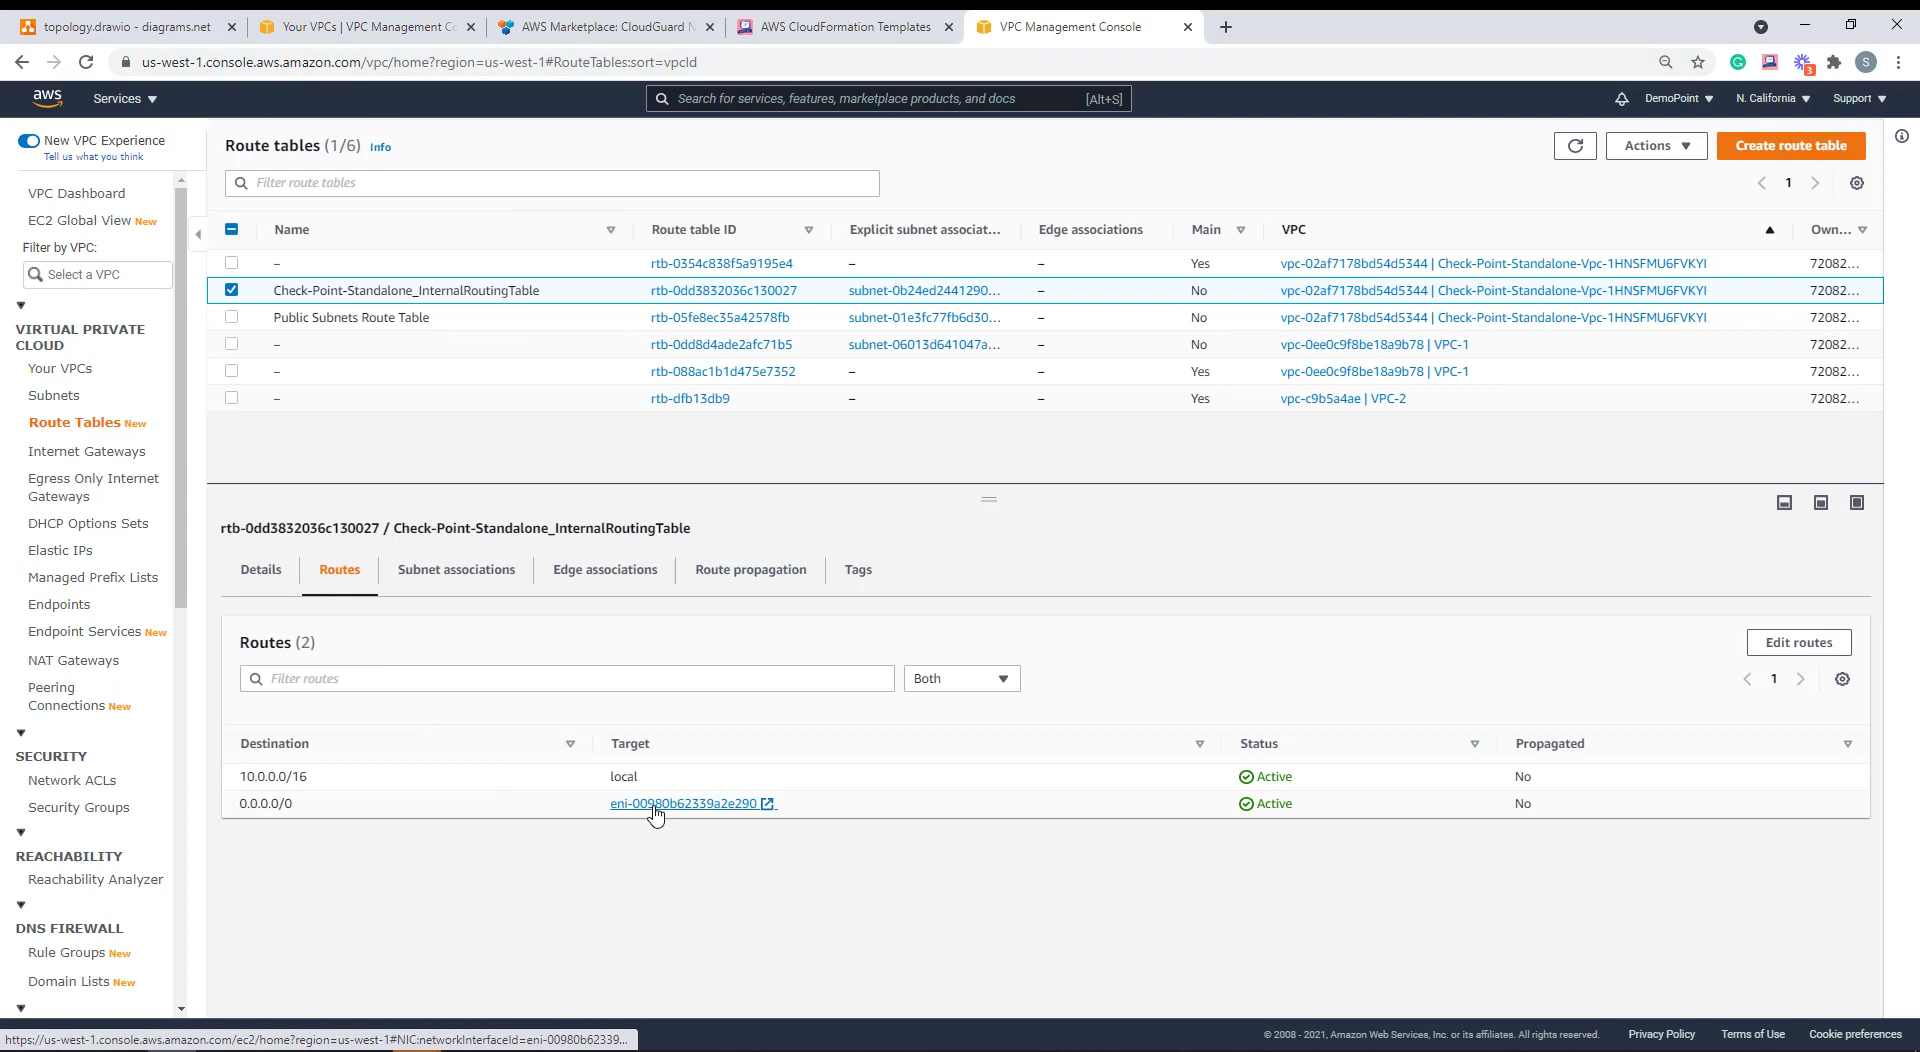 topology.drawio - diagrams.net
Your VPCs | VPC Management Co
AWS Marketplace: CloudGuard N
AWS CloudFormation Templates
VPC Management Console
us-west-1.console.aws.amazon.com/vpc/home?region=us-west-1#RouteTables:sort=vpcId
3
S
aws
Services
Search for services, features, marketplace products, and docs
[Alt+S]
DemoPoint
N. California
Support
New VPC Experience
Tell us what you think
VPC Dashboard
EC2 Global View New
Filter by VPC:
Select a VPC
VIRTUAL PRIVATE
CLOUD
Your VPCs
Subnets
Route Tables New
Internet Gateways
Egress Only Internet
Gateways
DHCP Options Sets
Elastic IPs
Managed Prefix Lists
Endpoints
Endpoint Services New
NAT Gateways
Peering
Connections New
SECURITY
Network ACLs
Security Groups
REACHABILITY
Reachability Analyzer
DNS FIREWALL
Rule Groups New
Domain Lists New
Route tables (1/6) Info
Actions
Create route table
Filter route tables
1
Name Route table ID Explicit subnet associat... Edge associations Main VPC Own...
– rtb-0354c838f5a9195e4 – – Yes vpc-02af7178bd54d5344 | Check-Point-Standalone-Vpc-1HNSFMU6FVKYI 72082...
Check-Point-Standalone_InternalRoutingTable rtb-0dd3832036c130027 subnet-0b24ed2441290... – No vpc-02af7178bd54d5344 | Check-Point-Standalone-Vpc-1HNSFMU6FVKYI 72082...
Public Subnets Route Table rtb-05fe8ec35a42578fb subnet-01e3fc77fb6d30... – No vpc-02af7178bd54d5344 | Check-Point-Standalone-Vpc-1HNSFMU6FVKYI 72082...
– rtb-0dd8d4ade2afc71b5 subnet-06013d641047a... – No vpc-0ee0c9f8be18a9b78 | VPC-1 72082...
– rtb-088ac1b1d475e7352 – – Yes vpc-0ee0c9f8be18a9b78 | VPC-1 72082...
– rtb-dfb13db9 – – Yes vpc-c9b5a4ae | VPC-2 72082...
rtb-0dd3832036c130027 / Check-Point-Standalone_InternalRoutingTable
Details
Routes
Subnet associations
Edge associations
Route propagation
Tags
Routes (2)
Edit routes
Filter routes
Both
1
Destination Target Status Propagated
10.0.0.0/16 local Active No
0.0.0.0/0 eni-00980b62339a2e290 Active No
https://us-west-1.console.aws.amazon.com/ec2/home?region=us-west-1#NIC:networkInterfaceId=eni-00980b62339...
© 2008 - 2021, Amazon Web Services, Inc. or its affiliates. All rights reserved.
Privacy Policy
Terms of Use
Cookie preferences